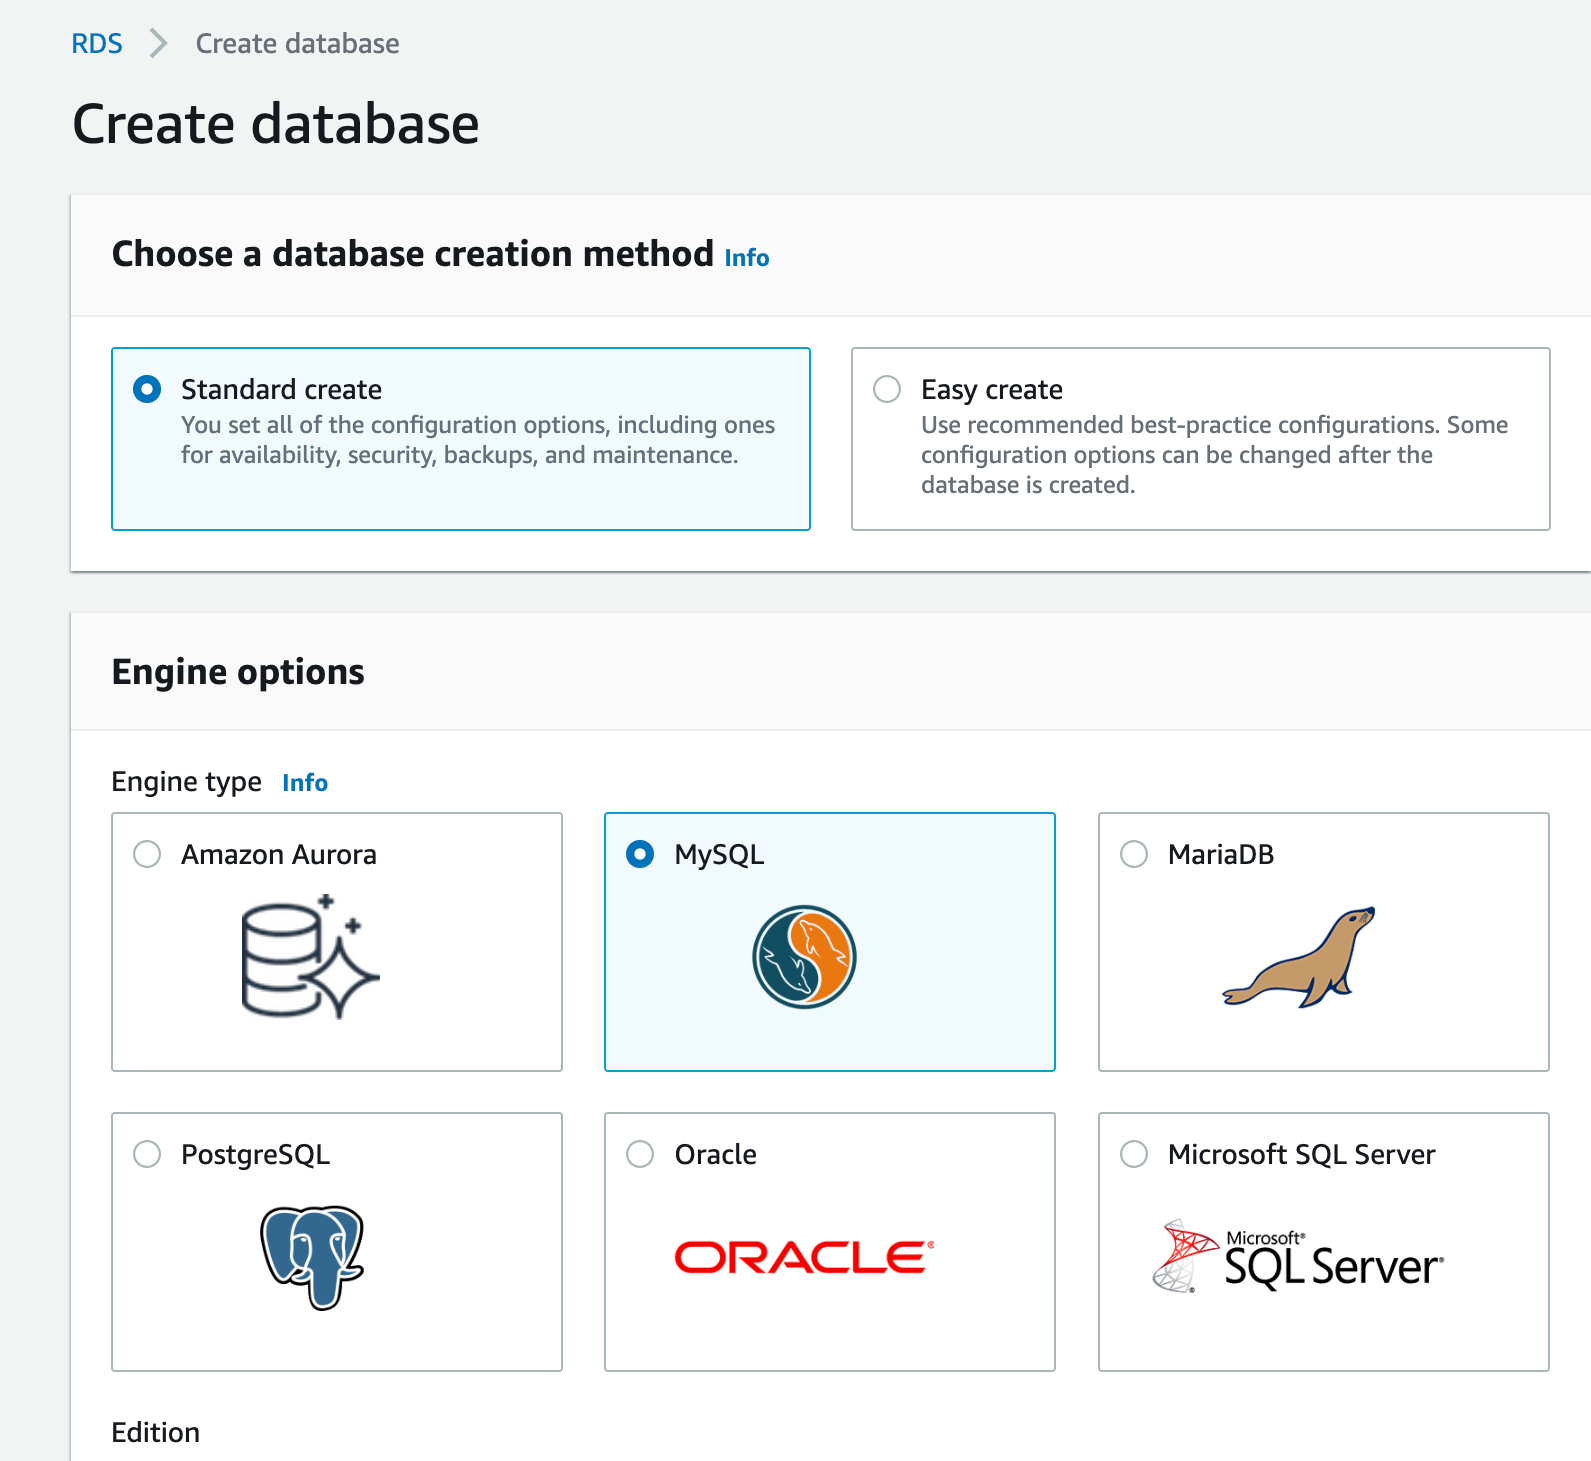 RDS > Create database
Create database
Choose a database creation method Info
Standard create
You set all of the configuration options, including ones
for availability, security, backups, and maintenance.
Easy create
Use recommended best-practice configurations. Some
configuration options can be changed after the
database is created.
Engine options
Engine type Info
Amazon Aurora
MySQL
MariaDB
PostgreSQL
Oracle
ORACLE®
Microsoft SQL Server
Microsoft®
SQL Server®
Edition